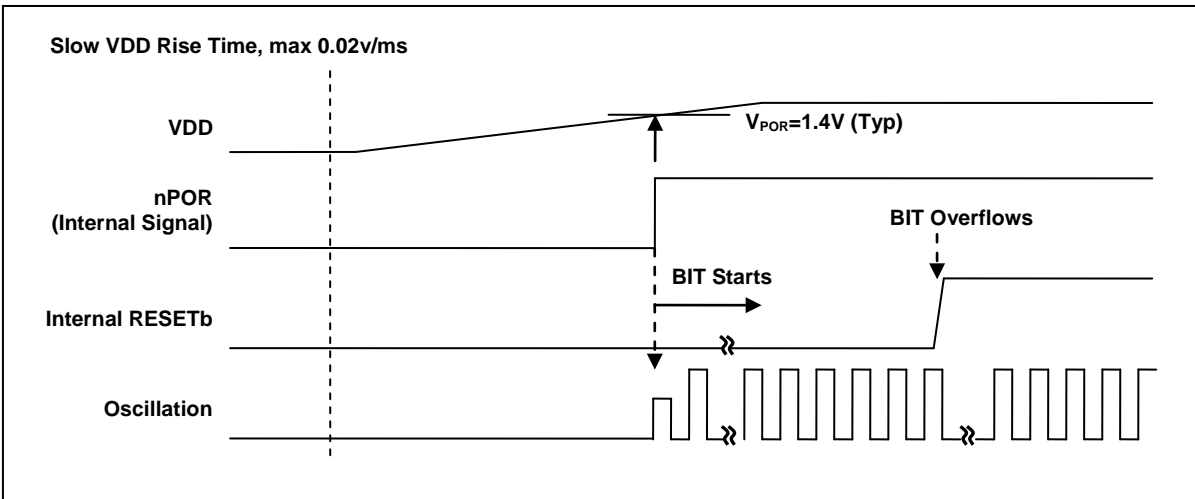 Slow VDD Rise Time, max 0.02v/ms
VDD
VPOR=1.4V (Typ)
nPOR
(Internal Signal)
BIT Overflows
BIT Starts
Internal RESETb
Oscillation